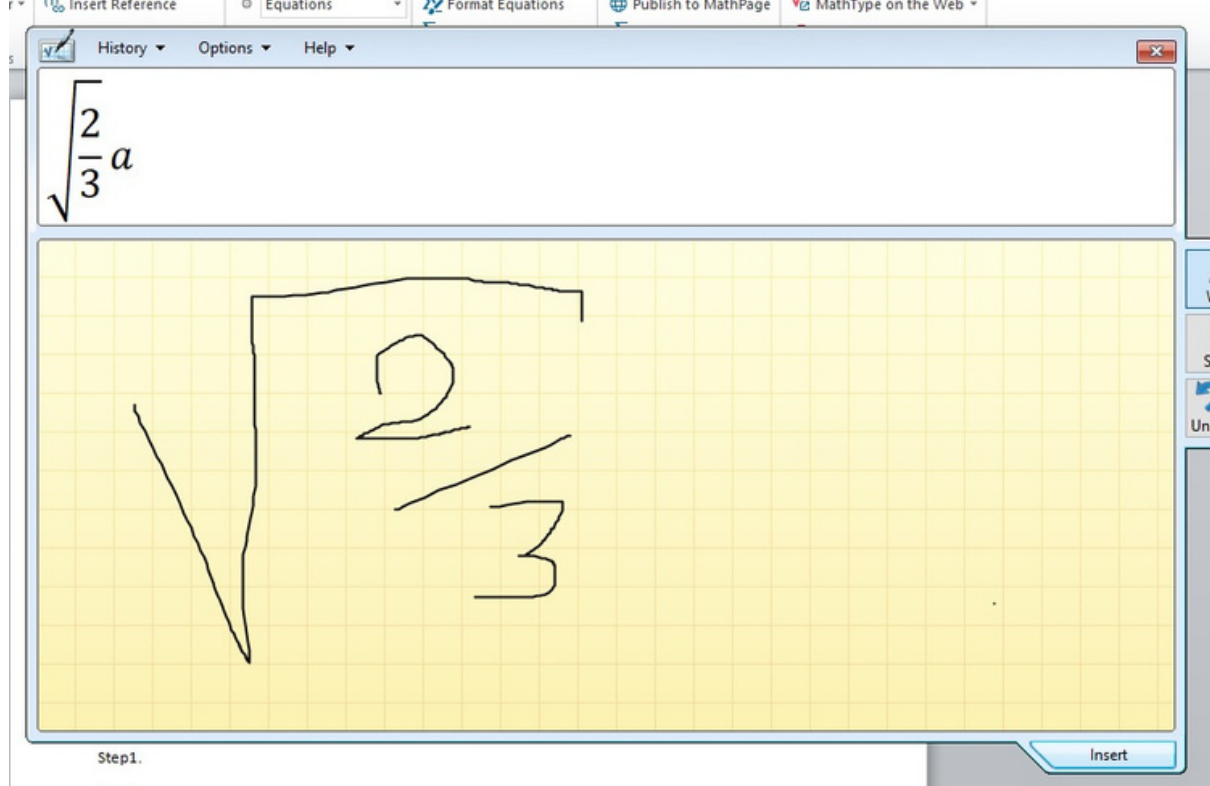 Insert Reference Equations Format Equations Publish to MathPage MathType on the Web
History Options Help
√(2/3) a
√(2/3)
Un
Insert
Step1.